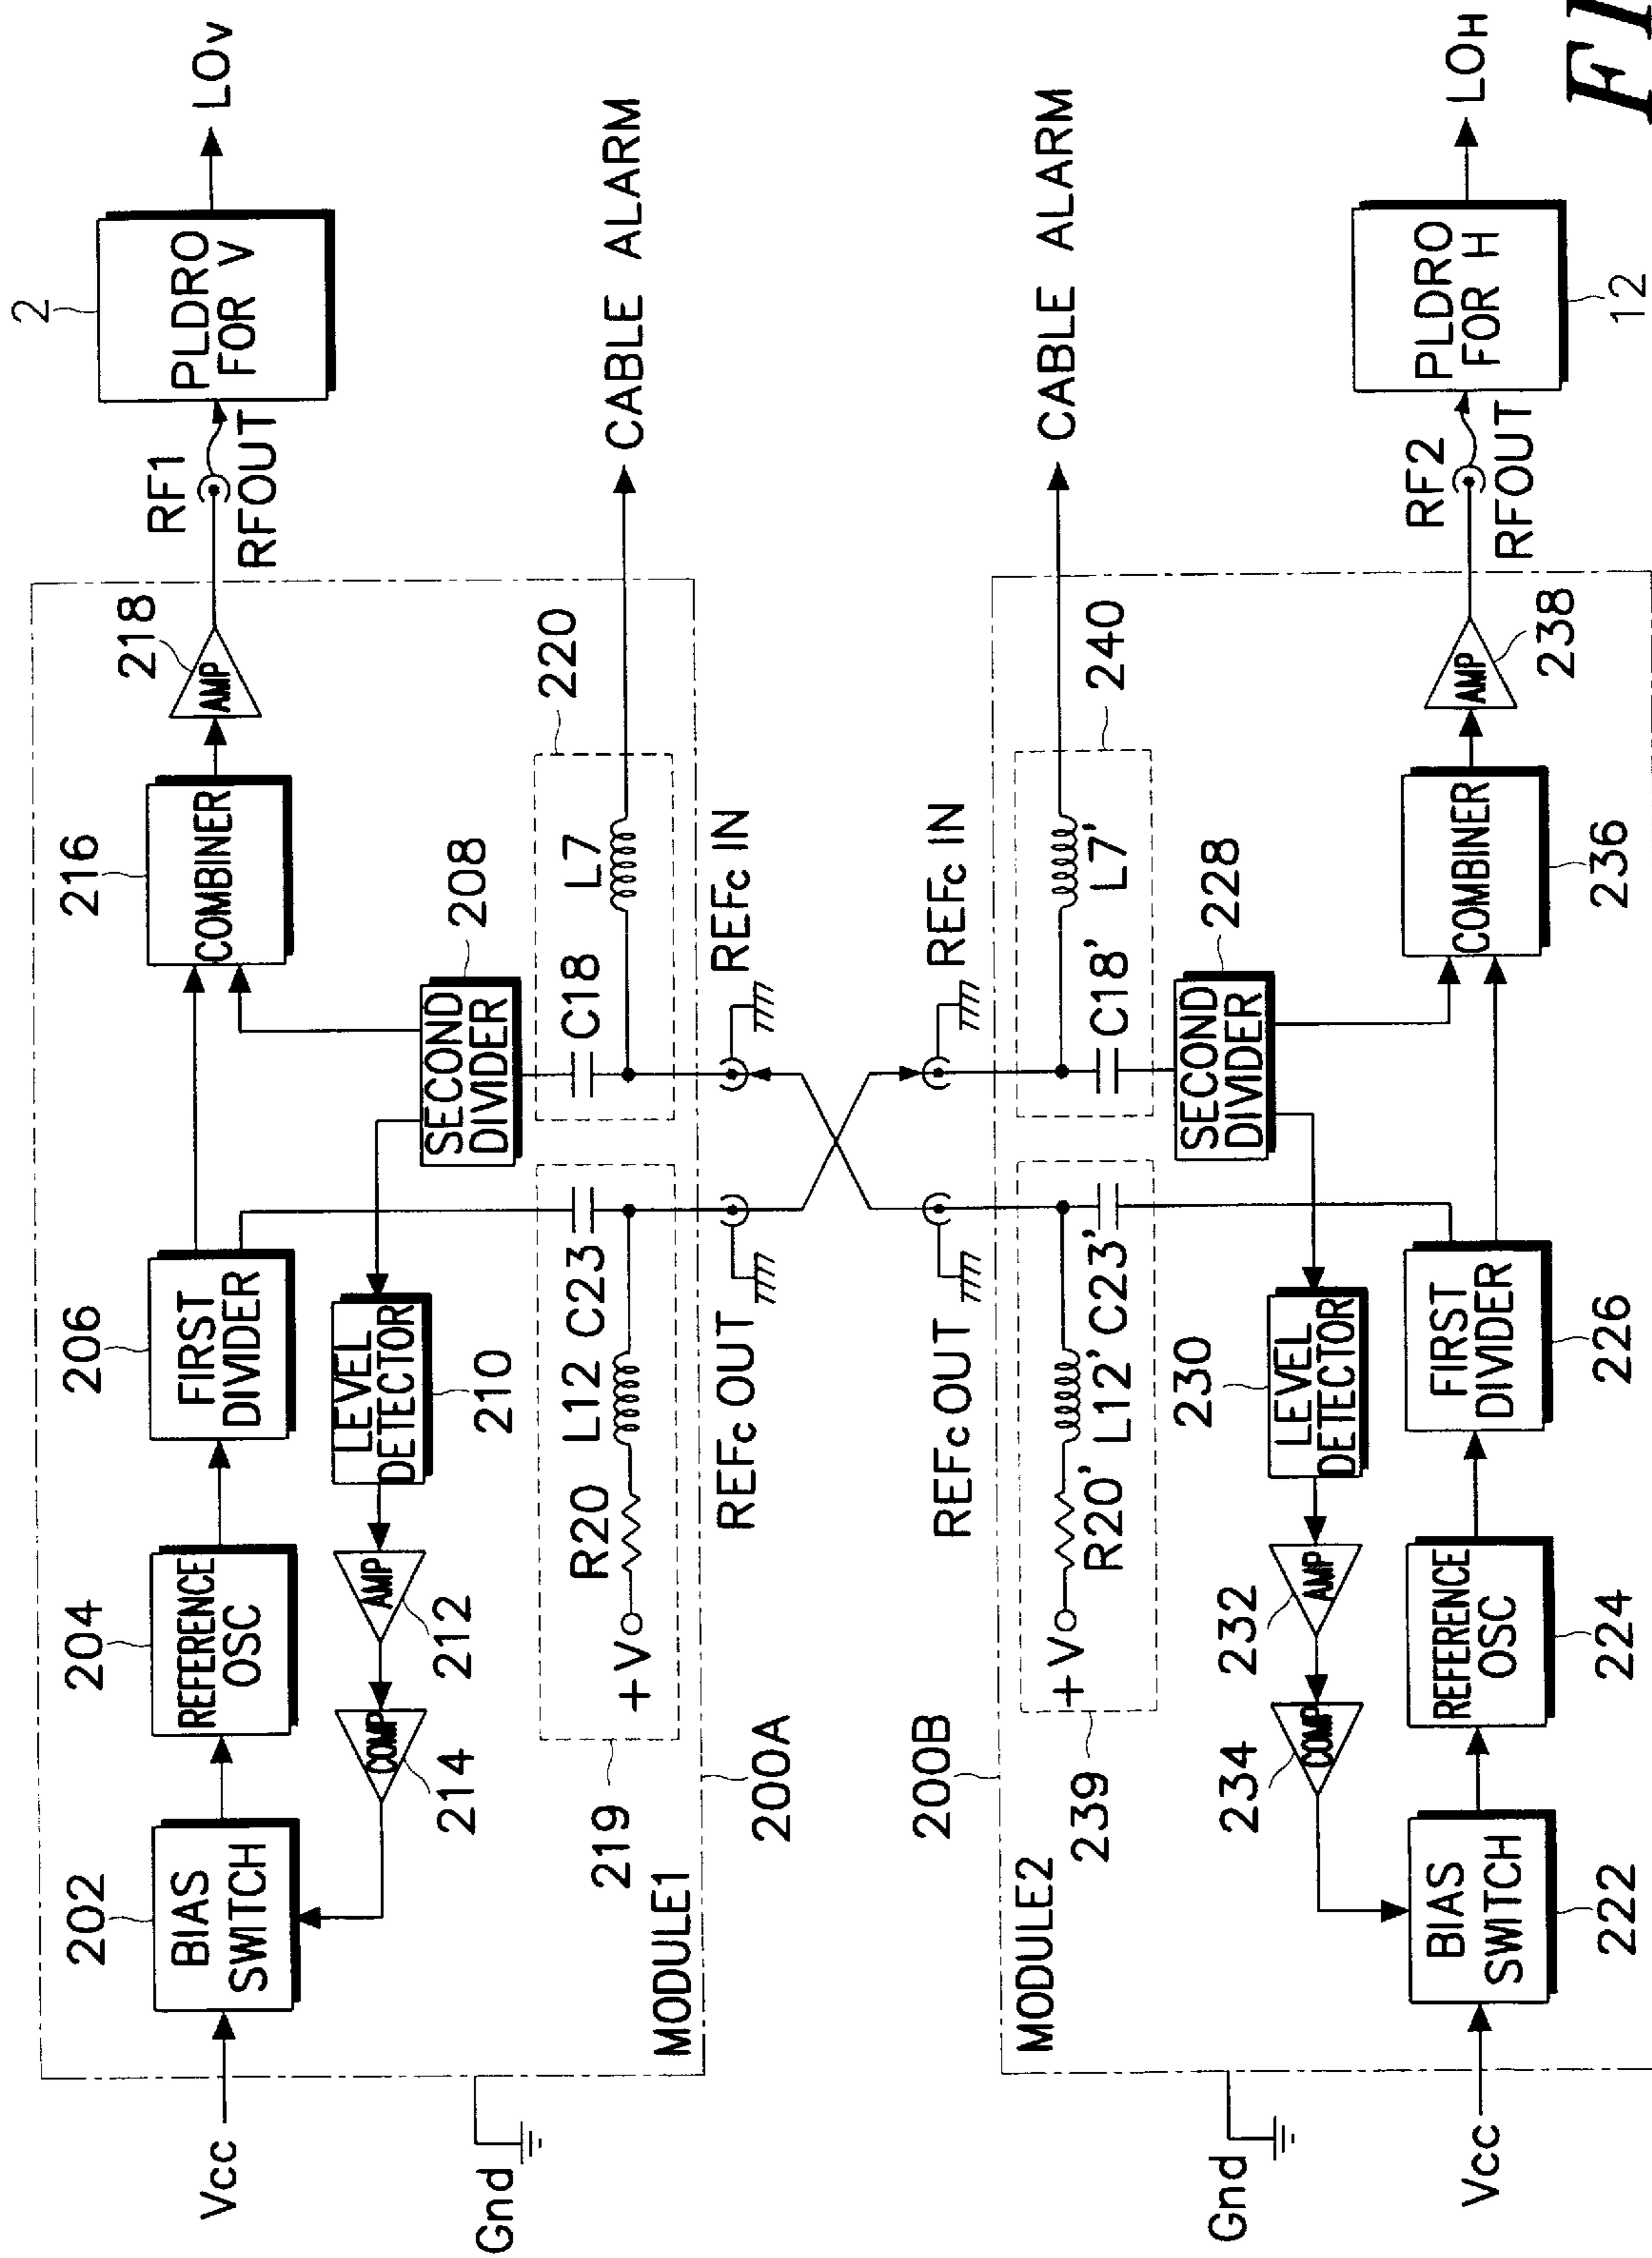 2
PLDRO
FOR V
LOV
RF1
RFOUT
218
AMP
216
COMBINER
206
FIRST
DIVIDER
204
REFERENCE
OSC
202
BIAS
SWITCH
Vcc
208
SECOND
DIVIDER
LEVEL
DETECTOR
210
AMP
212
COMP
214
220
L7
C18
CABLE ALARM
C23
L12
R20
+V
219
MODULE1
200A
Gnd
REFc IN
REFc OUT
REFc IN
REFc OUT
200B
MODULE2
240
L7'
C18'
CABLE ALARM
C23'
L12'
R20'
+V
239
228
SECOND
DIVIDER
230
LEVEL
DETECTOR
232
AMP
234
COMP
Gnd
Vcc
BIAS
SWITCH
222
REFERENCE
OSC
224
FIRST
DIVIDER
226
COMBINER
236
AMP
238
RF2
RFOUT
PLDRO
FOR H
12
LOH